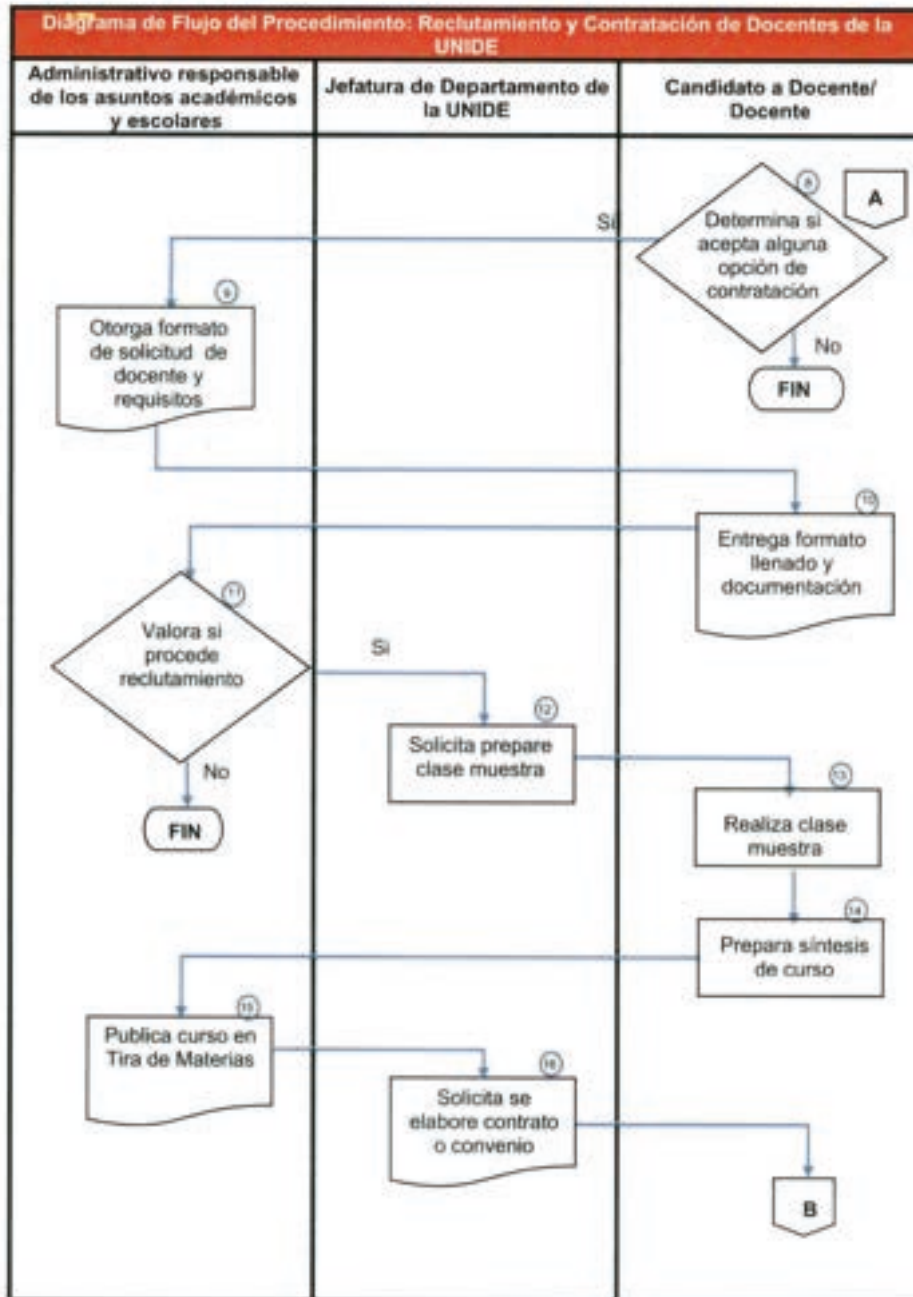 Diagrama de Flujo del Procedimiento: Reclutamiento y Contratación de Docentes de la
UNIDE
Administrativo responsable
de los asuntos académicos
y escolares
Jefatura de Departamento de
la UNIDE
Candidato a Docente/
Docente
8
A
Determina si
acepta alguna
opción de
contratación
Si
No
FIN
9
Otorga formato
de solicitud de
docente y
requisitos
10
Entrega formato
llenado y
documentación
11
Valora si
procede
reclutamiento
Si
No
FIN
12
Solicita prepare
clase muestra
13
Realiza clase
muestra
14
Prepara síntesis
de curso
15
Publica curso en
Tira de Materias
16
Solicita se
elabore contrato
o convenio
B